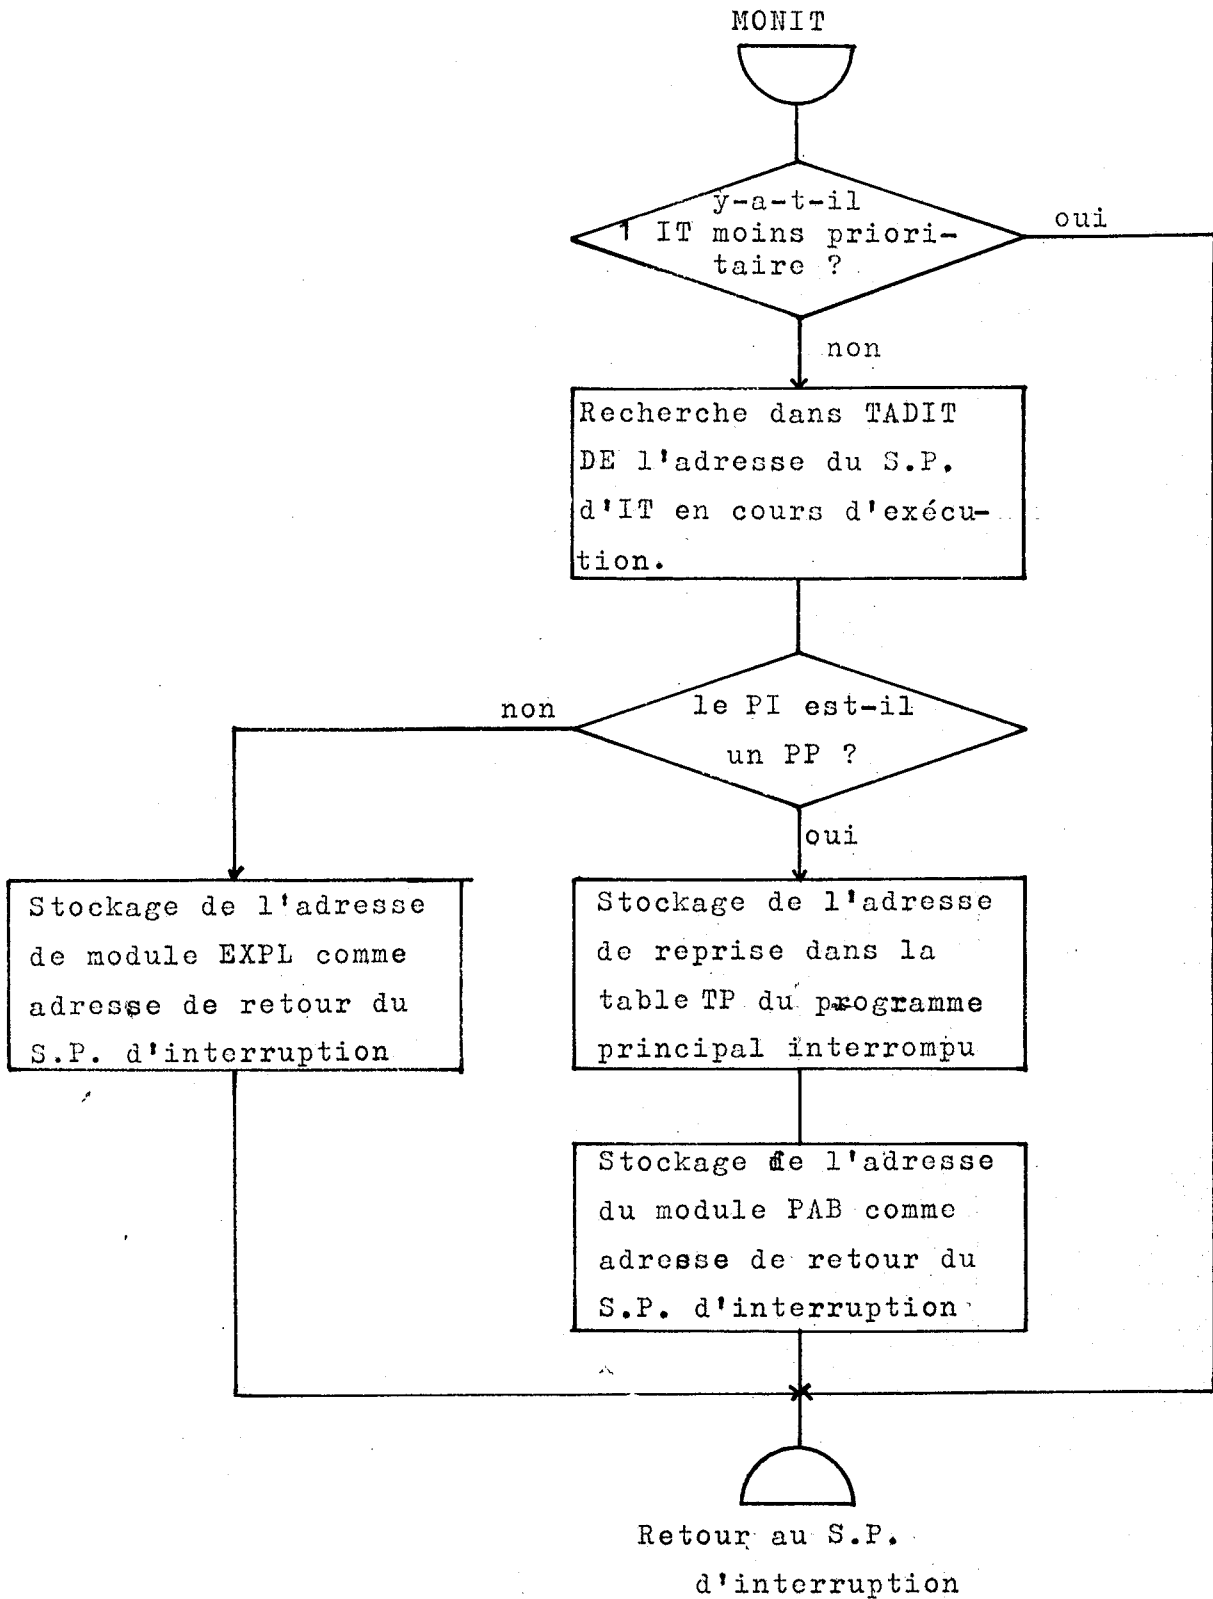 MONIT
y-a-t-il
1 IT moins priori-
taire ?
oui
non
Recherche dans TADIT
DE l'adresse du S.P.
d'IT en cours d'exécu-
tion.
le PI est-il
un PP ?
non
oui
Stockage de l'adresse
de module EXPL comme
adresse de retour du
S.P. d'interruption
Stockage de l'adresse
de reprise dans la
table TP du programme
principal interrompu
Stockage de l'adresse
du module PAB comme
adresse de retour du
S.P. d'interruption
Retour au S.P.
d'interruption